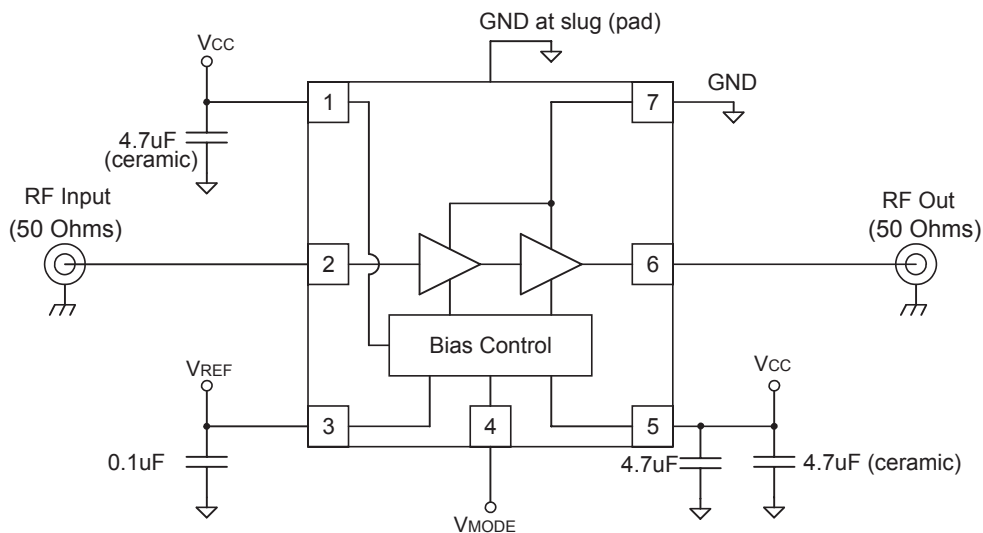 GND at slug (pad)
VCC
GND
1
7
4.7uF
(ceramic)
RF Input
(50 Ohms)
RF Out
(50 Ohms)
2
6
Bias Control
VREF
VCC
3
4
5
0.1uF
4.7uF
4.7uF (ceramic)
VMODE